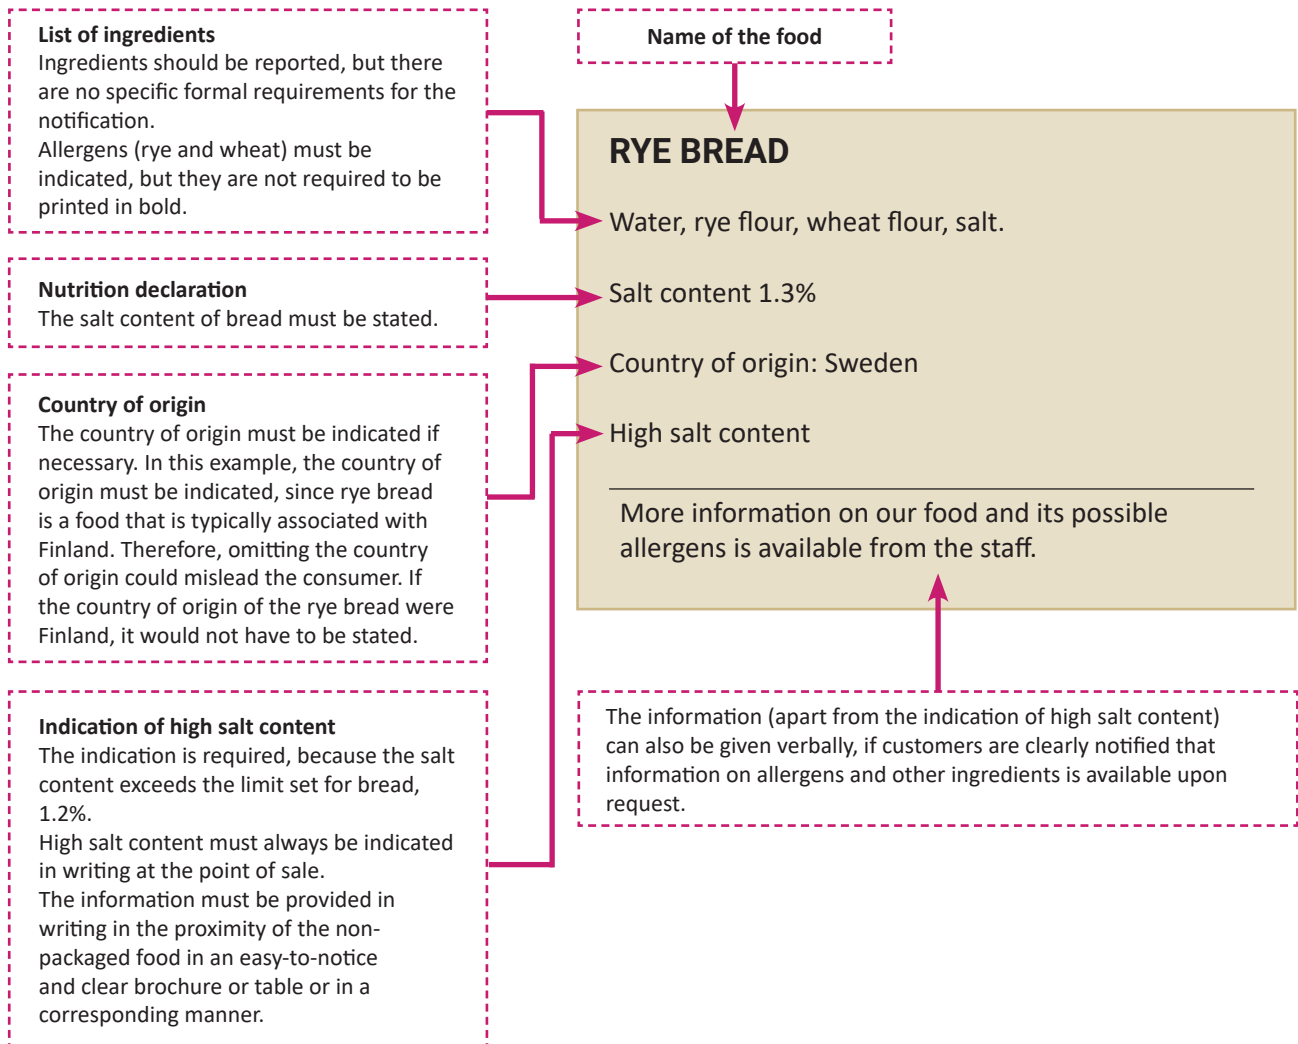 List of ingredients
Ingredients should be reported, but there
are no specific formal requirements for the
notification.
Allergens (rye and wheat) must be
indicated, but they are not required to be
printed in bold.
Nutrition declaration
The salt content of bread must be stated.
Country of origin
The country of origin must be indicated if
necessary. In this example, the country of
origin must be indicated, since rye bread
is a food that is typically associated with
Finland. Therefore, omitting the country
of origin could mislead the consumer. If
the country of origin of the rye bread were
Finland, it would not have to be stated.
Indication of high salt content
The indication is required, because the salt
content exceeds the limit set for bread,
1.2%.
High salt content must always be indicated
in writing at the point of sale.
The information must be provided in
writing in the proximity of the non-
packaged food in an easy-to-notice
and clear brochure or table or in a
corresponding manner.
Name of the food
RYE BREAD
Water, rye flour, wheat flour, salt.
Salt content 1.3%
Country of origin: Sweden
High salt content
More information on our food and its possible
allergens is available from the staff.
The information (apart from the indication of high salt content)
can also be given verbally, if customers are clearly notified that
information on allergens and other ingredients is available upon
request.